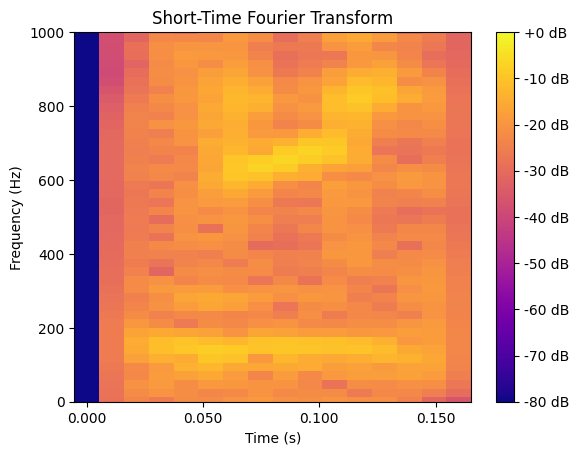 Short-Time Fourier Transform
1000
800
600
400
200
0
Frequency (Hz)
0.000
0.050
0.100
0.150
Time (s)
+0 dB
-10 dB
-20 dB
-30 dB
-40 dB
-50 dB
-60 dB
-70 dB
-80 dB